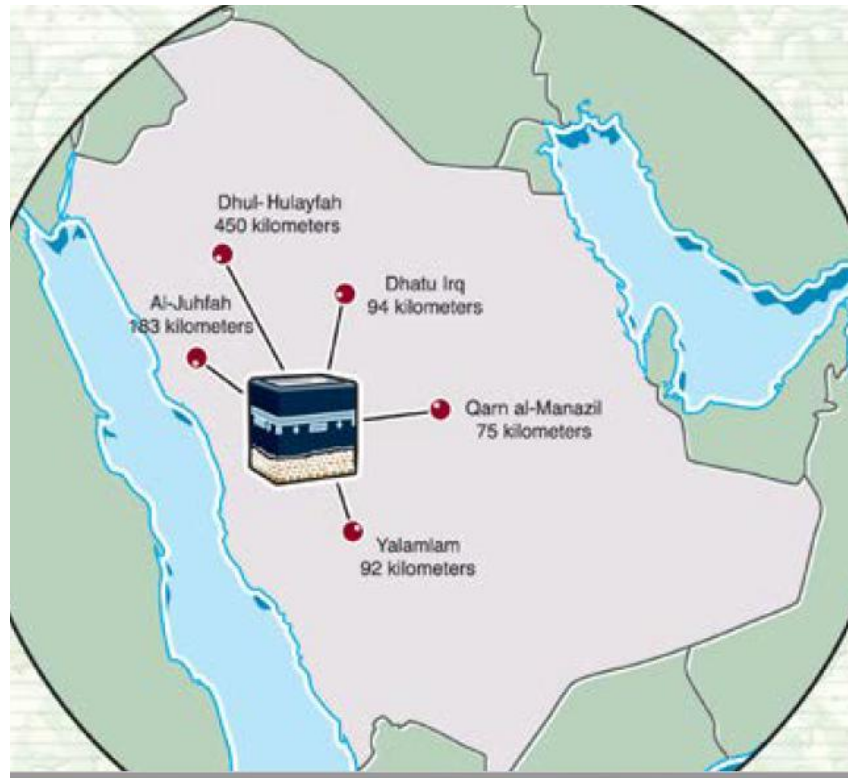 Dhul-Hulayfah
450 kilometers
Dhatu Irq
94 kilometers
Al-Juhfah
183 kilometers
Qarn al-Manazil
75 kilometers
Yalamlam
92 kilometers